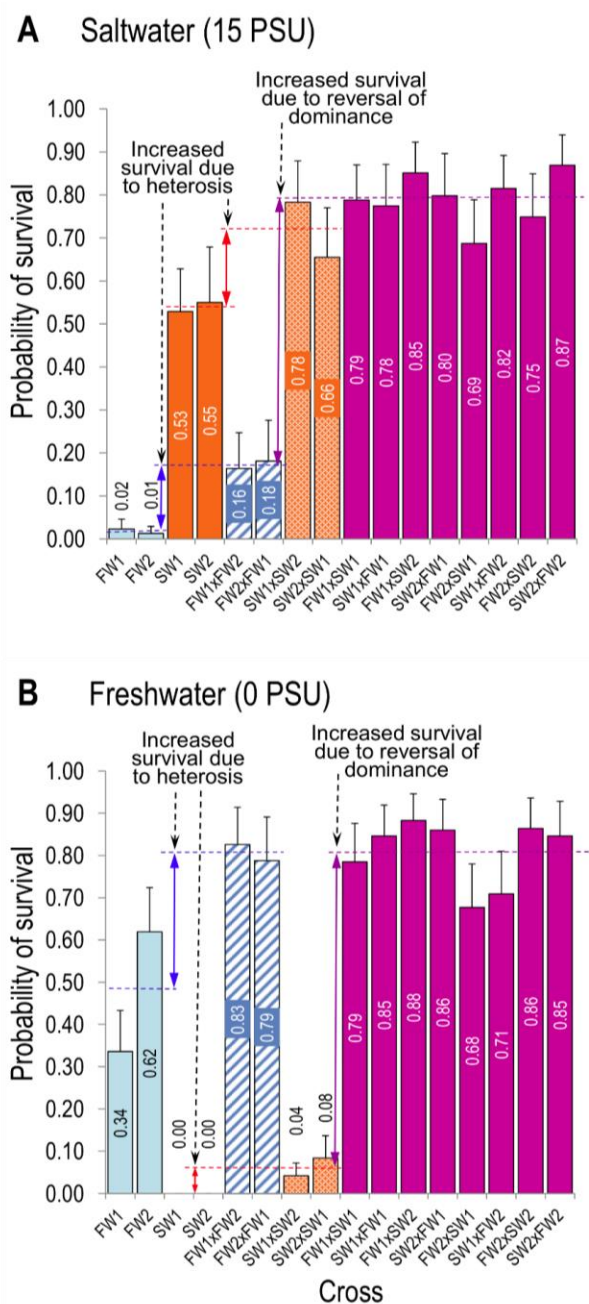 A Saltwater (15 PSU)
Increased survival
due to reversal of
dominance
Increased
survival due
to heterosis
Probability of survival
1.00
0.90
0.80
0.70
0.60
0.50
0.40
0.30
0.20
0.10
0.00
0.02
0.01
0.53
0.55
0.16
0.18
0.78
0.66
0.79
0.78
0.85
0.80
0.69
0.82
0.75
0.87
FW1
FW2
SW1
SW2
FW1xFW2
FW2xFW1
SW1xSW2
SW2xSW1
FW1xSW1
SW1xFW1
FW1xSW2
SW2xFW1
FW2xSW1
SW1xFW2
FW2xSW2
SW2xFW2
B Freshwater (0 PSU)
Increased
survival due
to heterosis
Increased survival
due to reversal of
dominance
Probability of survival
1.00
0.90
0.80
0.70
0.60
0.50
0.40
0.30
0.20
0.10
0.00
0.34
0.62
0.00
0.00
0.83
0.79
0.04
0.08
0.79
0.85
0.88
0.86
0.68
0.71
0.86
0.85
FW1
FW2
SW1
SW2
FW1xFW2
FW2xFW1
SW1xSW2
SW2xSW1
FW1xSW1
SW1xFW1
FW1xSW2
SW2xFW1
FW2xSW1
SW1xFW2
FW2xSW2
SW2xFW2
Cross